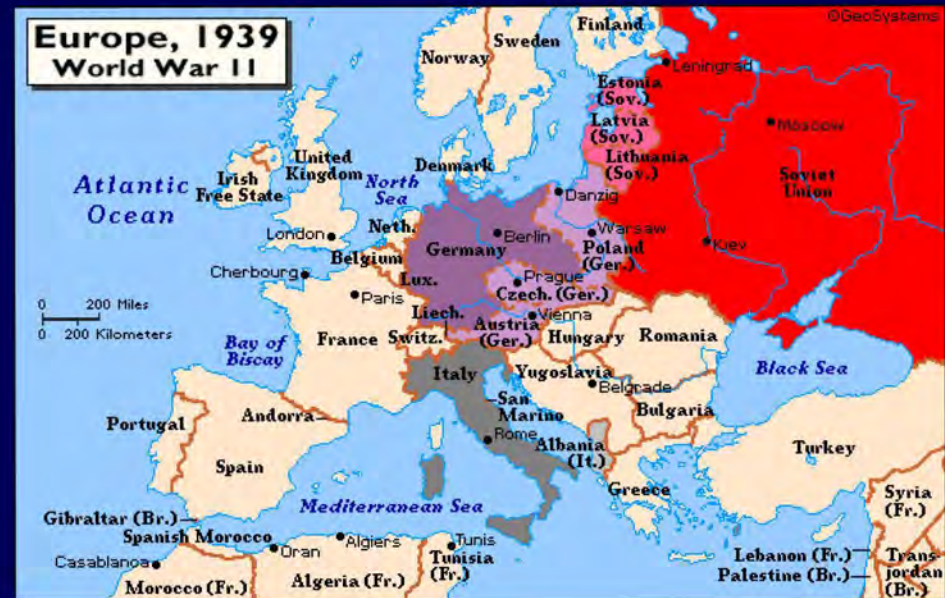 Europe, 1939
World War II
©GeoSystems
Finland
Sweden
Norway
Leningrad
Estonia
(Sov.)
Latvia
(Sov.)
Moscow
Lithuania
(Sov.)
Soviet
Union
United
Kingdom
Irish
Free State
Denmark
North
Sea
Atlantic
Ocean
Danzig
London
Neth.
Germany
Berlin
Warsaw
Poland
(Ger.)
Kiev
Belgium
Cherbourg
Lux.
Prague
Czech. (Ger.)
Paris
0 200 Miles
0 200 Kilometers
Liech.
Vienna
Austria
(Ger.)
France
Switz.
Hungary
Romania
Bay of
Biscay
Italy
Yugoslavia
Belgrade
Black Sea
San
Marino
Bulgaria
Portugal
Andorra
Rome
Albania
(It.)
Turkey
Spain
Greece
Mediterranean Sea
Syria
(Fr.)
Gibraltar (Br.)
Spanish Morocco
Oran
Algiers
Tunis
Tunisia
(Fr.)
Casablanca
Morocco (Fr.)
Algeria (Fr.)
Lebanon (Fr.)
Palestine (Br.)
Trans-
jordan
(Br.)